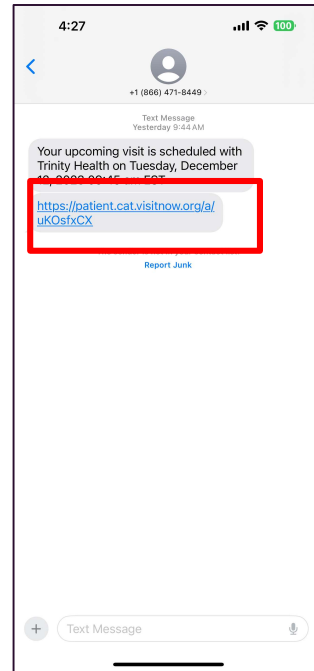 4:27
100
+1 (866) 471-8449
Text Message
Yesterday 9:44 AM
Your upcoming visit is scheduled with
Trinity Health on Tuesday, December
https://patient.cat.visitnow.org/a/
uKOsfxCX
Report Junk
Text Message